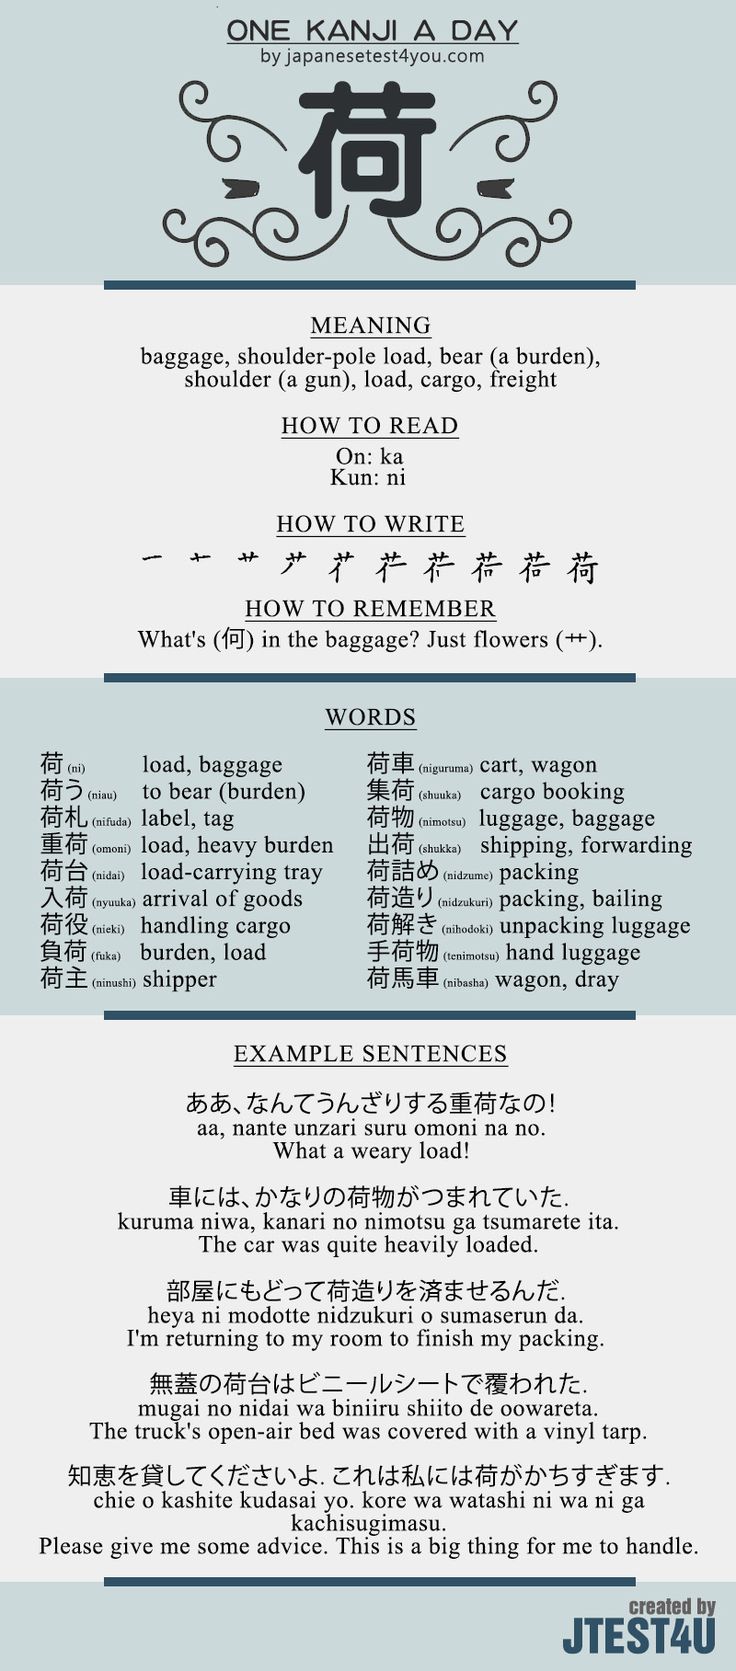 ONE KANJI A DAY
by japanesetest4you.com
荷
MEANING
baggage, shoulder-pole load, bear (a burden),
shoulder (a gun), load, cargo, freight
HOW TO READ
On: ka
Kun: ni
HOW TO WRITE
荷
HOW TO REMEMBER
What's (何) in the baggage? Just flowers (艹).
WORDS
荷 (ni) load, baggage
荷う (niau) to bear (burden)
荷札 (nifuda) label, tag
重荷 (omoni) load, heavy burden
荷台 (nidai) load-carrying tray
入荷 (nyuuka) arrival of goods
荷役 (nieki) handling cargo
負荷 (fuka) burden, load
荷主 (ninushi) shipper
荷車 (niguruma) cart, wagon
集荷 (shuuka) cargo booking
荷物 (nimotsu) luggage, baggage
出荷 (shukka) shipping, forwarding
荷詰め (nidzume) packing
荷造り (nidzukuri) packing, bailing
荷解き (nihodoki) unpacking luggage
手荷物 (tenimotsu) hand luggage
荷馬車 (nibasha) wagon, dray
EXAMPLE SENTENCES
ああ、なんてうんざりする重荷なの!
aa, nante unzari suru omoni na no.
What a weary load!
車には、かなりの荷物がつまれていた.
kuruma niwa, kanari no nimotsu ga tsumarete ita.
The car was quite heavily loaded.
部屋にもどって荷造りを済ませるんだ.
heya ni modotte nidzukuri o sumaserun da.
I'm returning to my room to finish my packing.
無蓋の荷台はビニールシートで覆われた.
mugai no nidai wa biniiru shiito de oowareta.
The truck's open-air bed was covered with a vinyl tarp.
知恵を貸してくださいよ. これは私には荷がかちすぎます.
chie o kashite kudasai yo. kore wa watashi ni wa ni ga
kachisugimasu.
Please give me some advice. This is a big thing for me to handle.
created by
JTEST4U